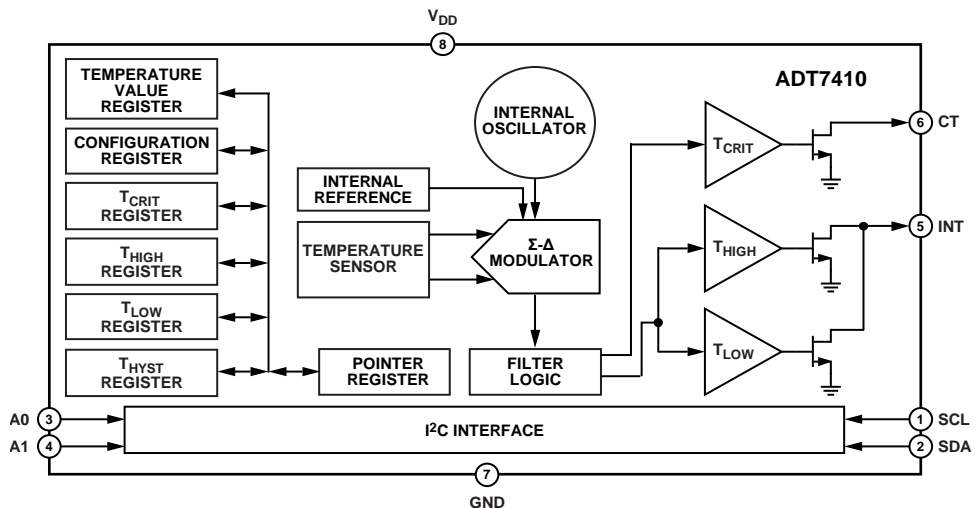 VDD
8
ADT7410
TEMPERATURE
VALUE
REGISTER
CONFIGURATION
REGISTER
TCRIT
REGISTER
THIGH
REGISTER
TLOW
REGISTER
THYST
REGISTER
POINTER
REGISTER
INTERNAL
OSCILLATOR
INTERNAL
REFERENCE
TEMPERATURE
SENSOR
Σ-Δ
MODULATOR
FILTER
LOGIC
TCRIT
THIGH
TLOW
6 CT
5 INT
A0 3
A1 4
I2C INTERFACE
1 SCL
2 SDA
7
GND